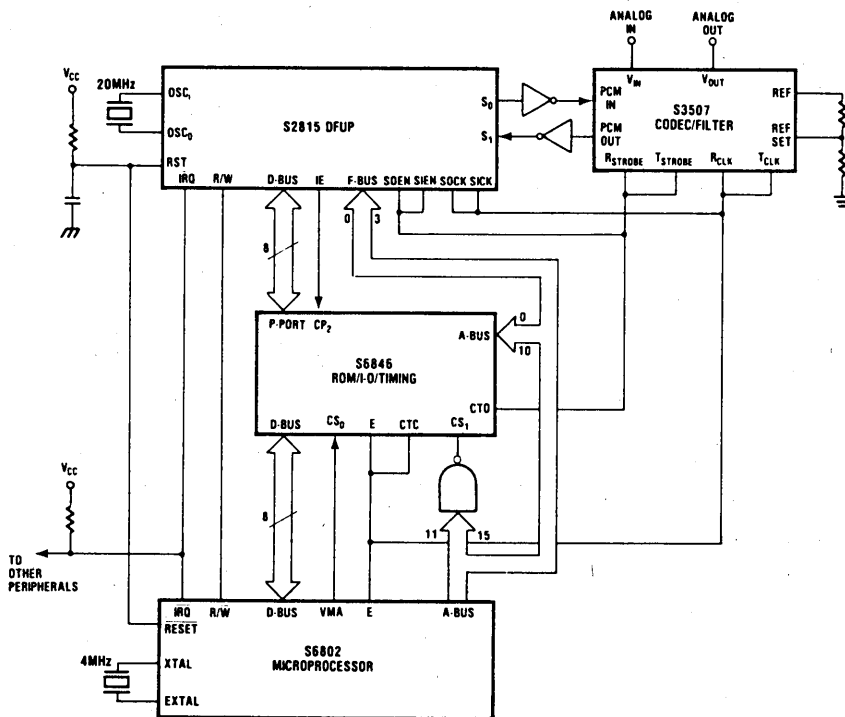 ANALOG
IN
ANALOG
OUT
VCC
20MHz
OSC1
OSC0
S2815 DFUP
S0
S1
RST
IRQ
R/W
D-BUS
IE
F-BUS
SOEN
SIEN
SOCK
SICK
PCM
IN
PCM
OUT
VIN
VOUT
S3507
CODEC/FILTER
REF
REF
SET
RSTROBE
TSTROBE
RCLK
TCLK
0
3
8
P-PORT
CP2
A-BUS
0
10
S6846
ROM/I-O/TIMING
CTO
D-BUS
CS0
E
CTC
CS1
VCC
8
11
15
TO
OTHER
PERIPHERALS
IRQ
R/W
D-BUS
VMA
E
A-BUS
RESET
S6802
MICROPROCESSOR
4MHz
XTAL
EXTAL